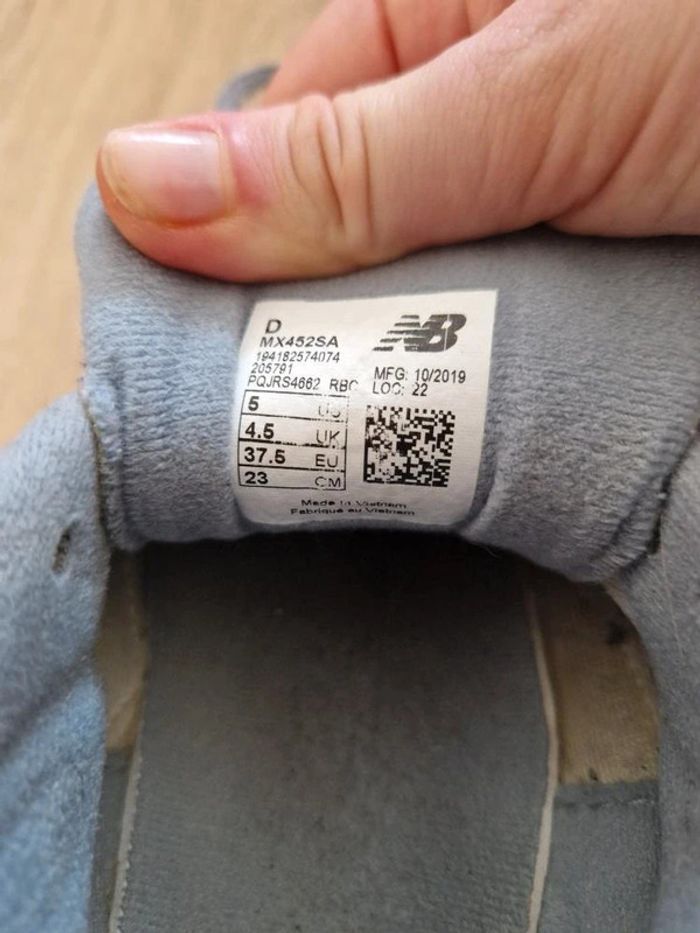 D
MX452SA
194182574074
205791
PQJRS4662 RBC
NB
MFG: 10/2019
LOC: 22
5 US
4.5 UK
37.5 EU
23 CM
Made in Vietnam
Fabriqué au Vietnam